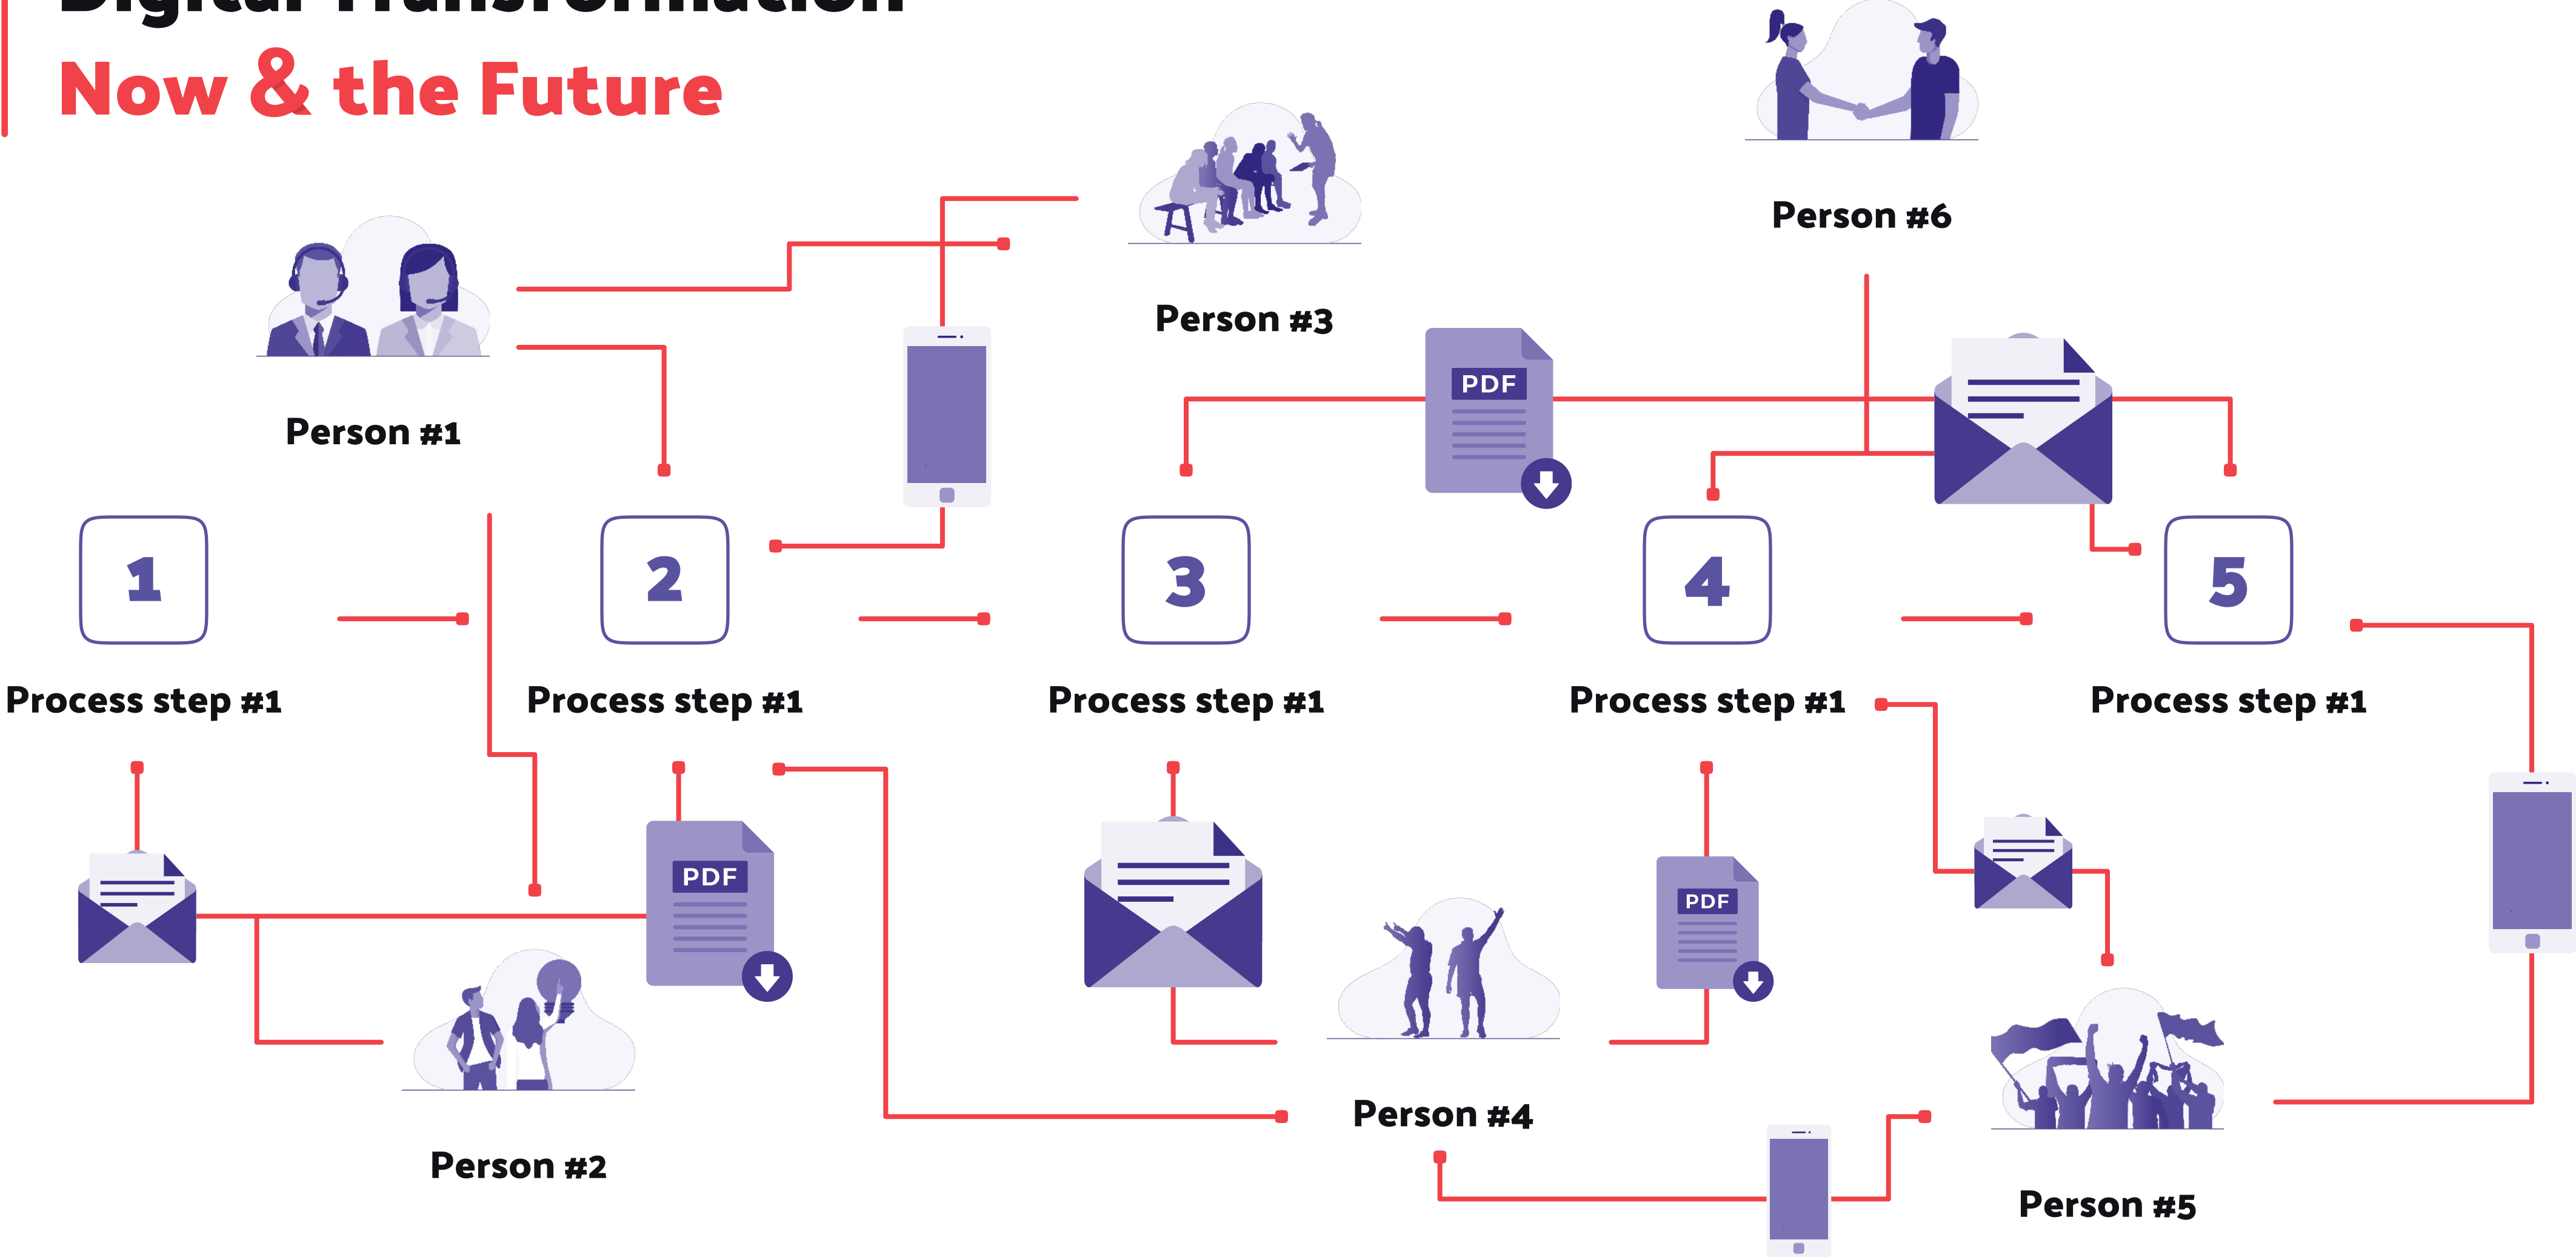 Digital Transformation
Now & the Future
Person #6
Person #3
PDF
Person #1
1
2
3
4
5
Process step #1
Process step #1
Process step #1
Process step #1
Process step #1
PDF
PDF
Person #4
Person #2
Person #5